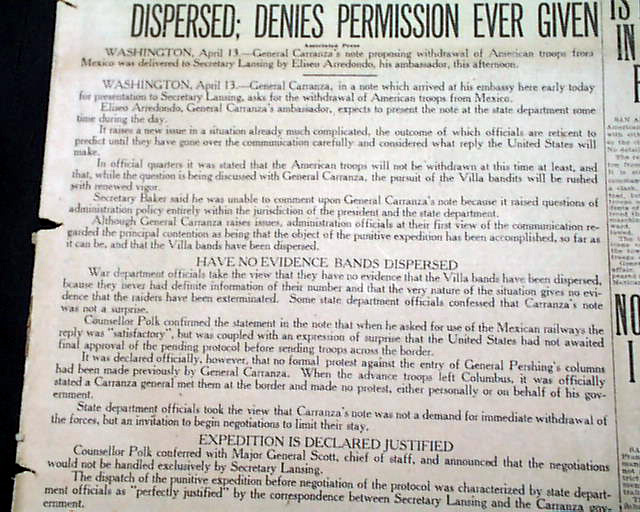 DISPERSED; DENIES PERMISSION EVER GIVEN
Associated Press
WASHINGTON, April 13.—General Carranza's note proposing withdrawal of American troops from
Mexico was delivered to Secretary Lansing by Eliseu Arredondo, his ambassador, this afternoon.
WASHINGTON, April 13.—General Carranza, in a note which arrived at his embassy here early today
for presentation to Secretary Lansing, asks for the withdrawal of American troops from Mexico.
Eliseo Arredondo, General Carranza's ambassador, expects to present the note at the state department some
time during the day.
It raises a new issue in a situation already much complicated, the outcome of which officials are reticent to
predict until they have gone over the communication carefully and considered what reply the United States will
make.
In official quarters it was stated that the American troops will not be withdrawn at this time at least, and
that, while the question is being discussed with General Carranza, the pursuit of the Villa bandits will be rushed
with renewed vigor.
Secretary Baker said he was unable to comment upon General Carranza's note because it raised questions of
administration policy entirely within the jurisdiction of the president and the state department.
Although General Carranza raises issues, administration officials at their first view of the communication re-
garded the principal contention as being that the object of the punitive expedition has been accomplished, so far as
it can be, and that the Villa bands have been dispersed.
HAVE NO EVIDENCE BANDS DISPERSED
War department officials take the view that they have no evidence that the Villa bands have been dispersed,
bcause they never had definite information of their number and that the very nature of the situation gives no evi-
dence that the raiders have been exterminated. Some state department officials confessed that Carranza's note
was not a surprise.
Counsellor Polk confirmed the statement in the note that when he asked for use of the Mexican railways the
reply was "satisfactory", but was coupled with an expression of surprise that the United States had not awaited
final approval of the pending protocol before sending troops across the border.
It was declared officially, however, that no formal protest against the entry of General Pershing's columns
had been made previously by General Carranza. When the advance troops left Columbus, it was officially
stated a Carranza general met them at the border and made no protest, either personally or on behalf of his gov-
ernment.
State department officials took the view that Carranza's note was not a demand for immediate withdrawal of
the forces, but an invitation to begin negotiations to limit their stay.
EXPEDITION IS DECLARED JUSTIFIED
Counsellor Polk conferred with Major General Scott, chief of staff, and announced that the negotiations
would not be handled exclusively by Secretary Lansing.
The dispatch of the punitive expedition before negotiation of the protocol was characterized by state depart-
ment officials as "perfectly justified" by the correspondence between Secretary Lansing and the Carranza gov-
ernment.
IS
IN
NO